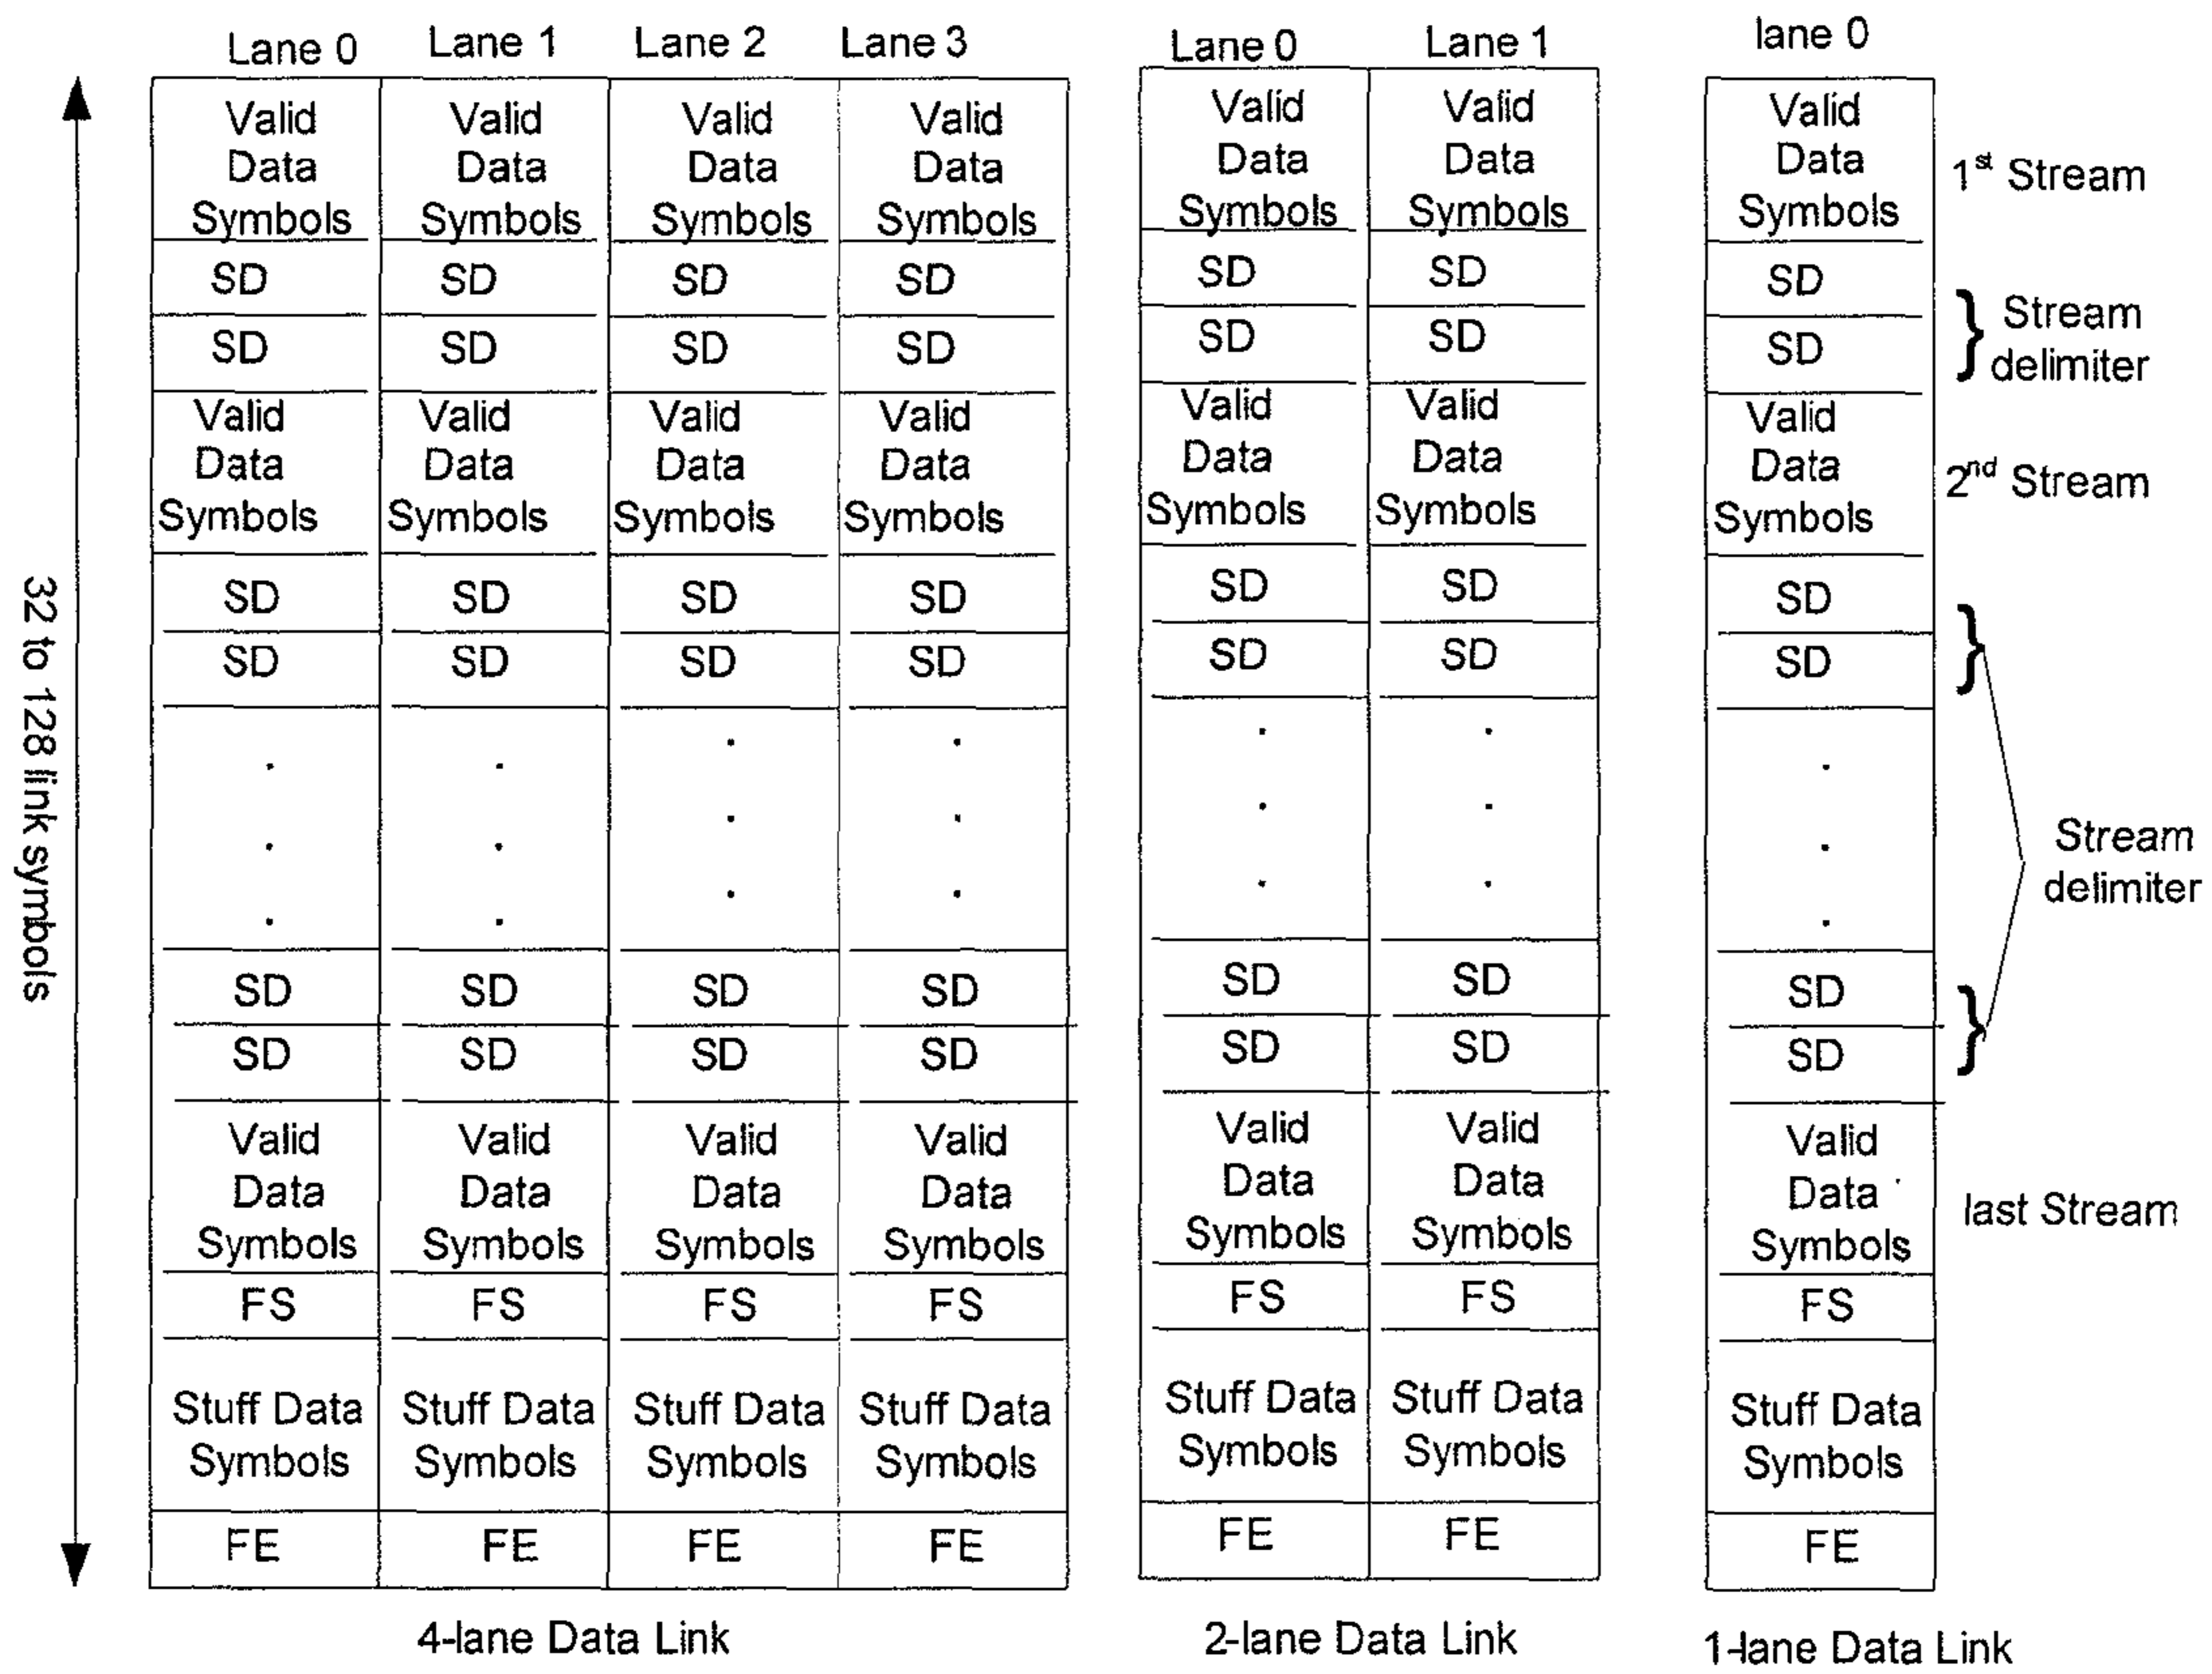 Lane 0 Lane 1 Lane 2 Lane 3 Lane 0 Lane 1 lane 0
Valid Valid Valid Valid Valid Valid Valid
Data Data Data Data Data Data Data 1st Stream
Symbols Symbols Symbols Symbols Symbols Symbols Symbols
SD SD SD SD SD SD SD Stream
SD SD SD SD SD SD SD delimiter
Valid Valid Valid Valid Valid Valid Valid
Data Data Data Data Data Data Data 2nd Stream
Symbols Symbols Symbols Symbols Symbols Symbols Symbols
SD SD SD SD SD SD SD
SD SD SD SD SD SD SD
32 to 128 link symbols
Stream
delimiter
SD SD SD SD SD SD SD
SD SD SD SD SD SD SD
Valid Valid Valid Valid Valid Valid Valid
Data Data Data Data Data Data Data last Stream
Symbols Symbols Symbols Symbols Symbols Symbols Symbols
FS FS FS FS FS FS FS
Stuff Data Stuff Data Stuff Data Stuff Data Stuff Data Stuff Data Stuff Data
Symbols Symbols Symbols Symbols Symbols Symbols Symbols
FE FE FE FE FE FE FE
4-lane Data Link 2-lane Data Link 1-lane Data Link